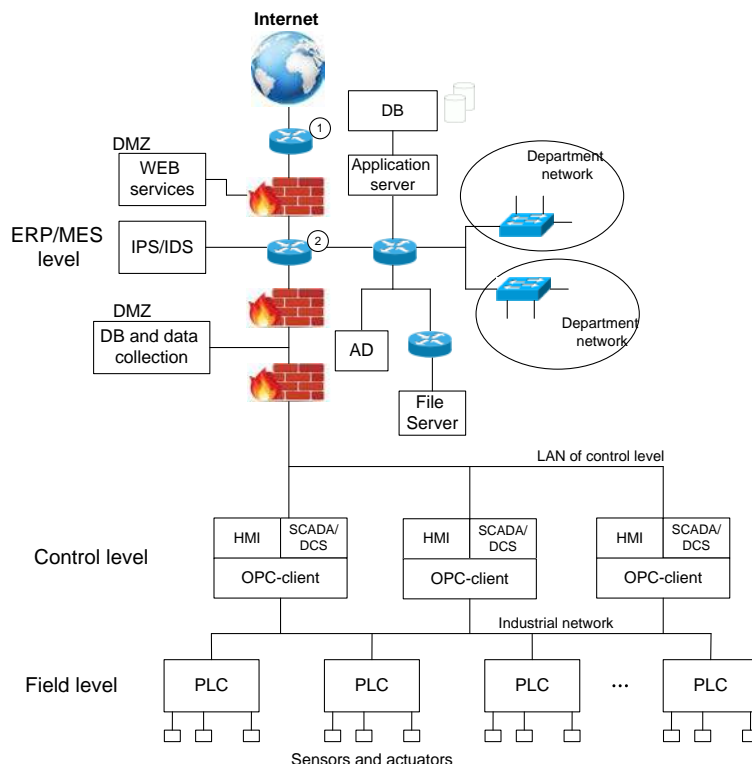 Internet
1
DB
DMZ
WEB
services
Application
server
Department
network
ERP/MES
level
IPS/IDS
2
DMZ
DB and data
collection
AD
Department
network
File
Server
LAN of control level
Control level
HMI
SCADA/
DCS
OPC-client
HMI
SCADA/
DCS
OPC-client
HMI
SCADA/
DCS
OPC-client
Industrial network
Field level
PLC
PLC
PLC
...
PLC
Sensors and actuators